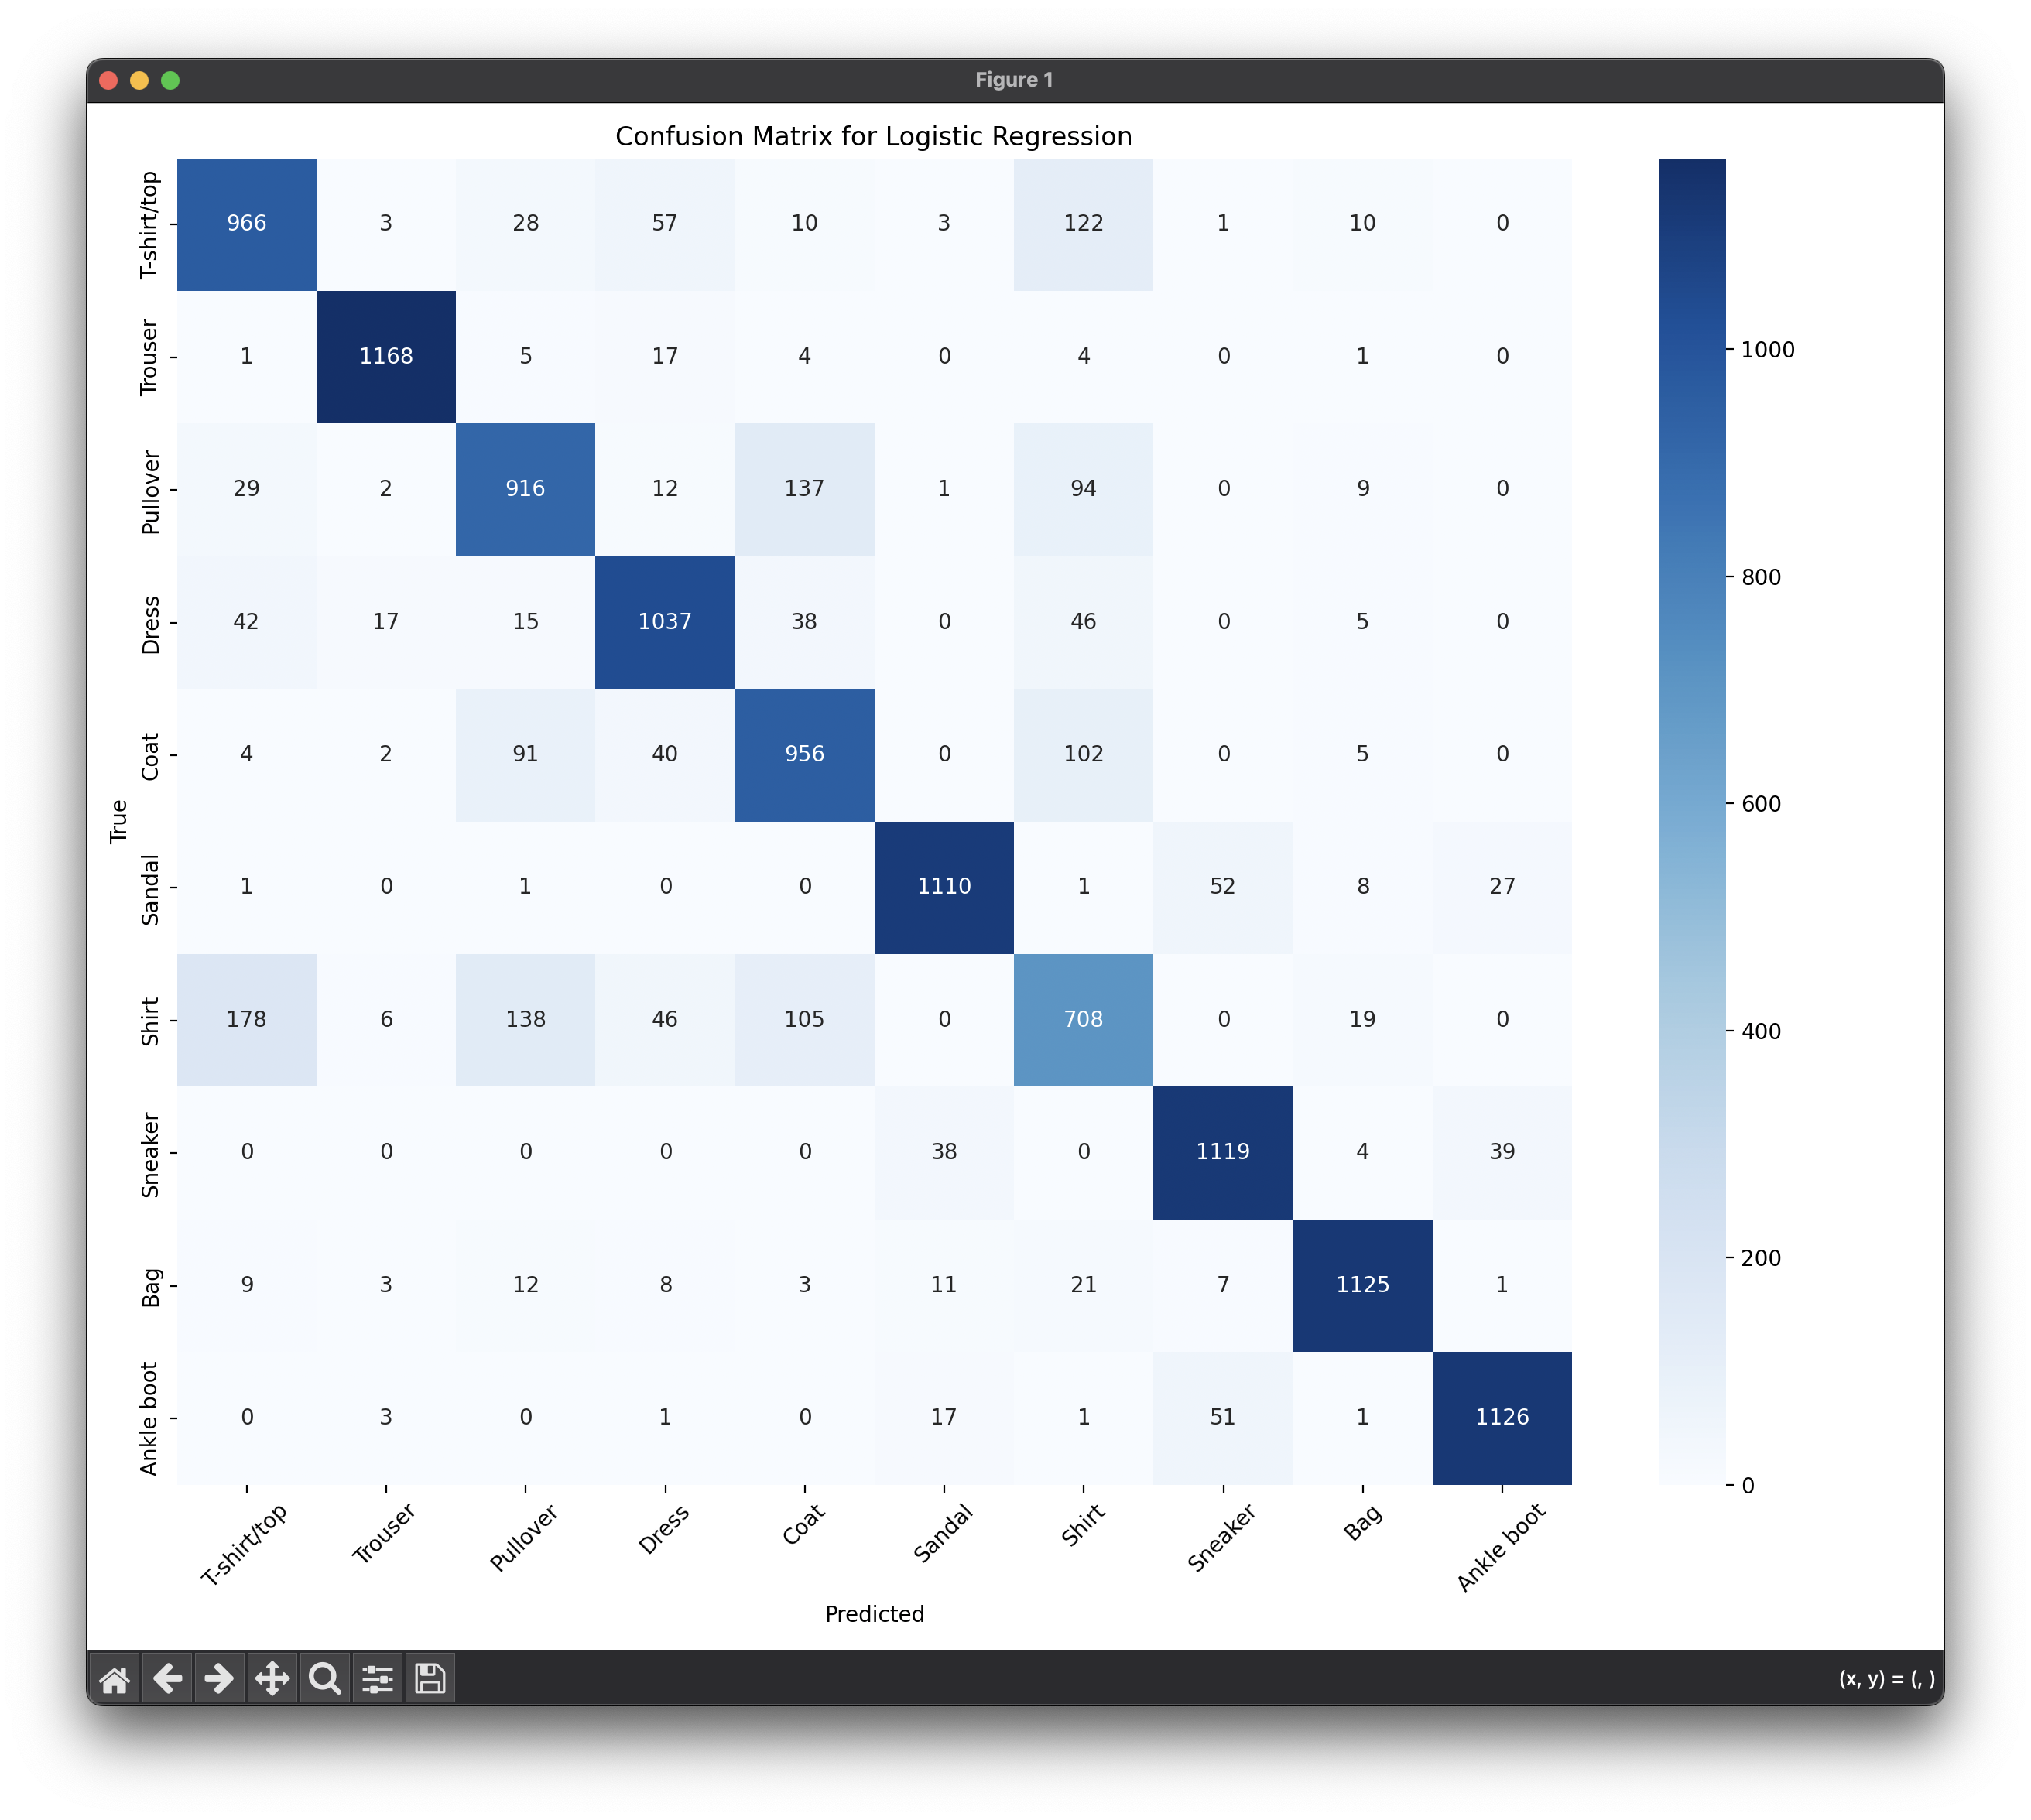 Figure 1
Confusion Matrix for Logistic Regression
T-shirt/top 966 3 28 57 10 3 122 1 10 0
Trouser 1 1168 5 17 4 0 4 0 1 0
Pullover 29 2 916 12 137 1 94 0 9 0
Dress 42 17 15 1037 38 0 46 0 5 0
Coat 4 2 91 40 956 0 102 0 5 0
True
Sandal 1 0 1 0 0 1110 1 52 8 27
Shirt 178 6 138 46 105 0 708 0 19 0
Sneaker 0 0 0 0 0 38 0 1119 4 39
Bag 9 3 12 8 3 11 21 7 1125 1
Ankle boot 0 3 0 1 0 17 1 51 1 1126
T-shirt/top Trouser Pullover Dress Coat Sandal Shirt Sneaker Bag Ankle boot
Predicted
1000
800
600
400
200
0
(x, y) = (, )